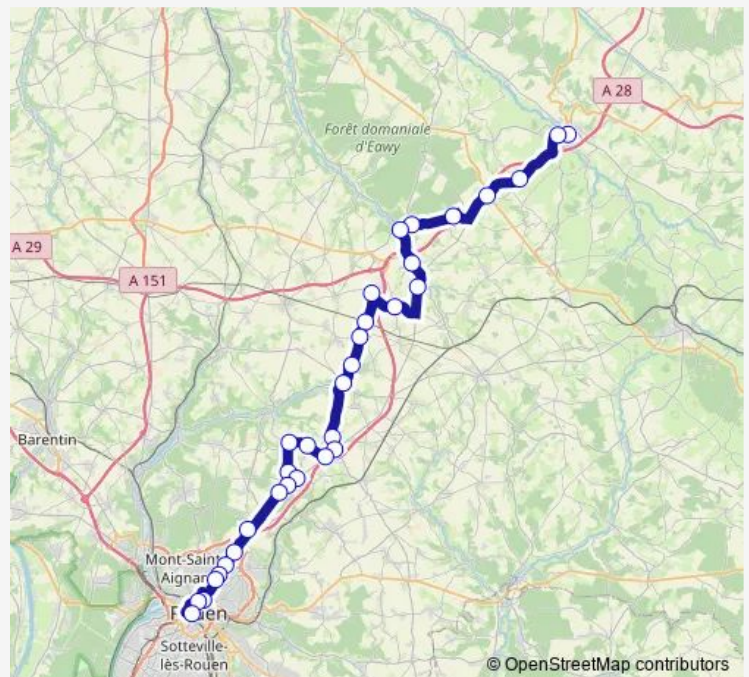 A 28
Forêt domaniale
d'Eawy
A 29
A 151
Barentin
Mont-Saint
Aignan
Sotteville-
lès-Rouen
© OpenStreetMap contributors